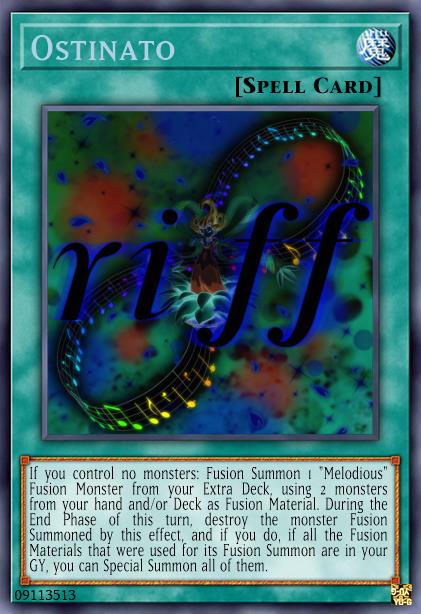 Ostinato
[Spell Card]
riff
If you control no monsters: Fusion Summon 1 "Melodious"
Fusion Monster from your Extra Deck, using 2 monsters
from your hand and/or Deck as Fusion Material. During the
End Phase of this turn, destroy the monster Fusion
Summoned by this effect, and if you do, if all the Fusion
Materials that were used for its Fusion Summon are in your
GY, you can Special Summon all of them.
09113513